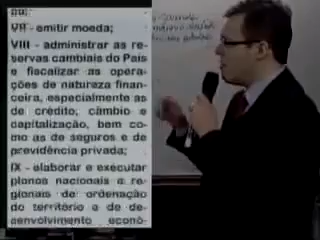 VII - emitir moeda;
VIII - administrar as re-
servas cambiais do País
e fiscalizar as opera-
ções de natureza finan-
ceira, especialmente as
de crédito, câmbio e
capitalização, bem co-
mo as de seguros e de
previdência privada;
IX - elaborar e executar
planos nacionais e re-
gionais de ordenação
do território e de de-
senvolvimento econô-